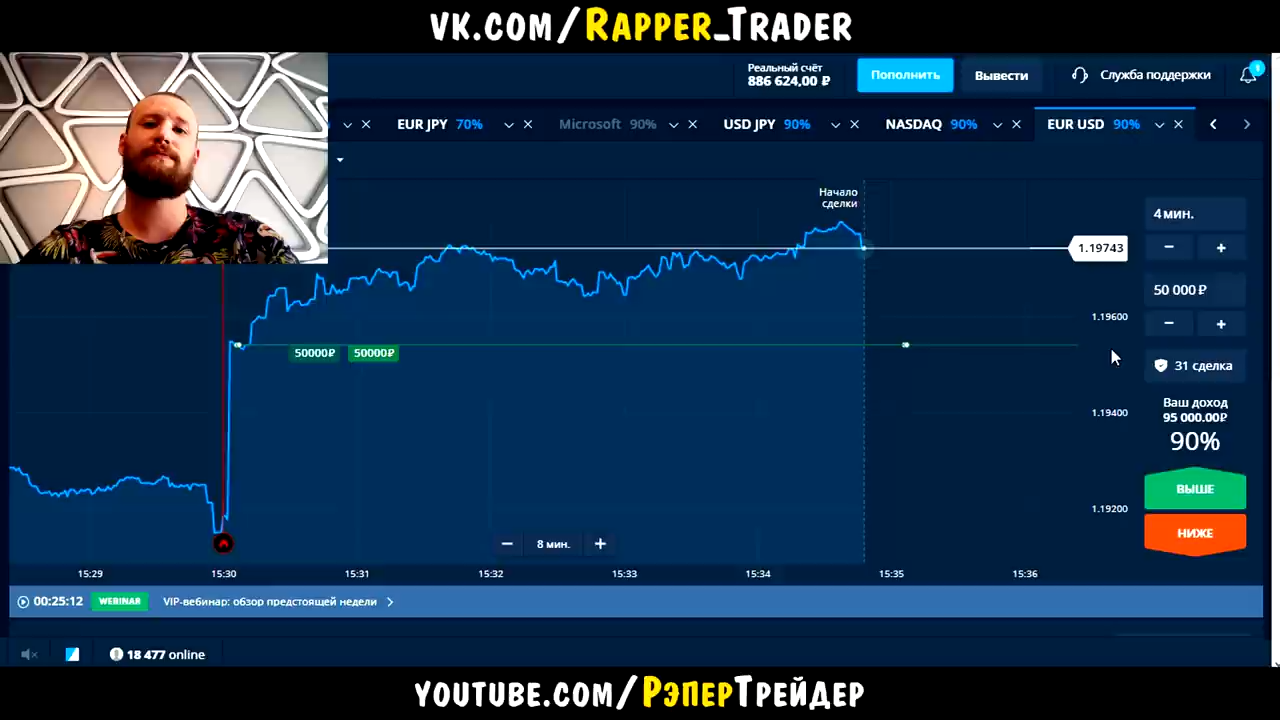 VK.COM/RAPPER_TRADER
Реальный счёт
886 624,00 ₽
Пополнить
Вывести
Служба поддержки
EUR JPY 70%
Microsoft 90%
USD JPY 90%
NASDAQ 90%
EUR USD 90%
Начало
сделки
4 мин.
1.19743
50 000 ₽
1.19600
50000₽ 50000₽
31 сделка
Ваш доход
95 000.00₽
1.19400
90%
ВЫШЕ
1.19200
НИЖЕ
8 мин.
15:29 15:30 15:31 15:32 15:33 15:34 15:35 15:36
00:25:12 WEBINAR VIP-вебинар: обзор предстоящей недели
18 477 online
YOUTUBE.COM/РЭПЕРТРЕЙДЕР